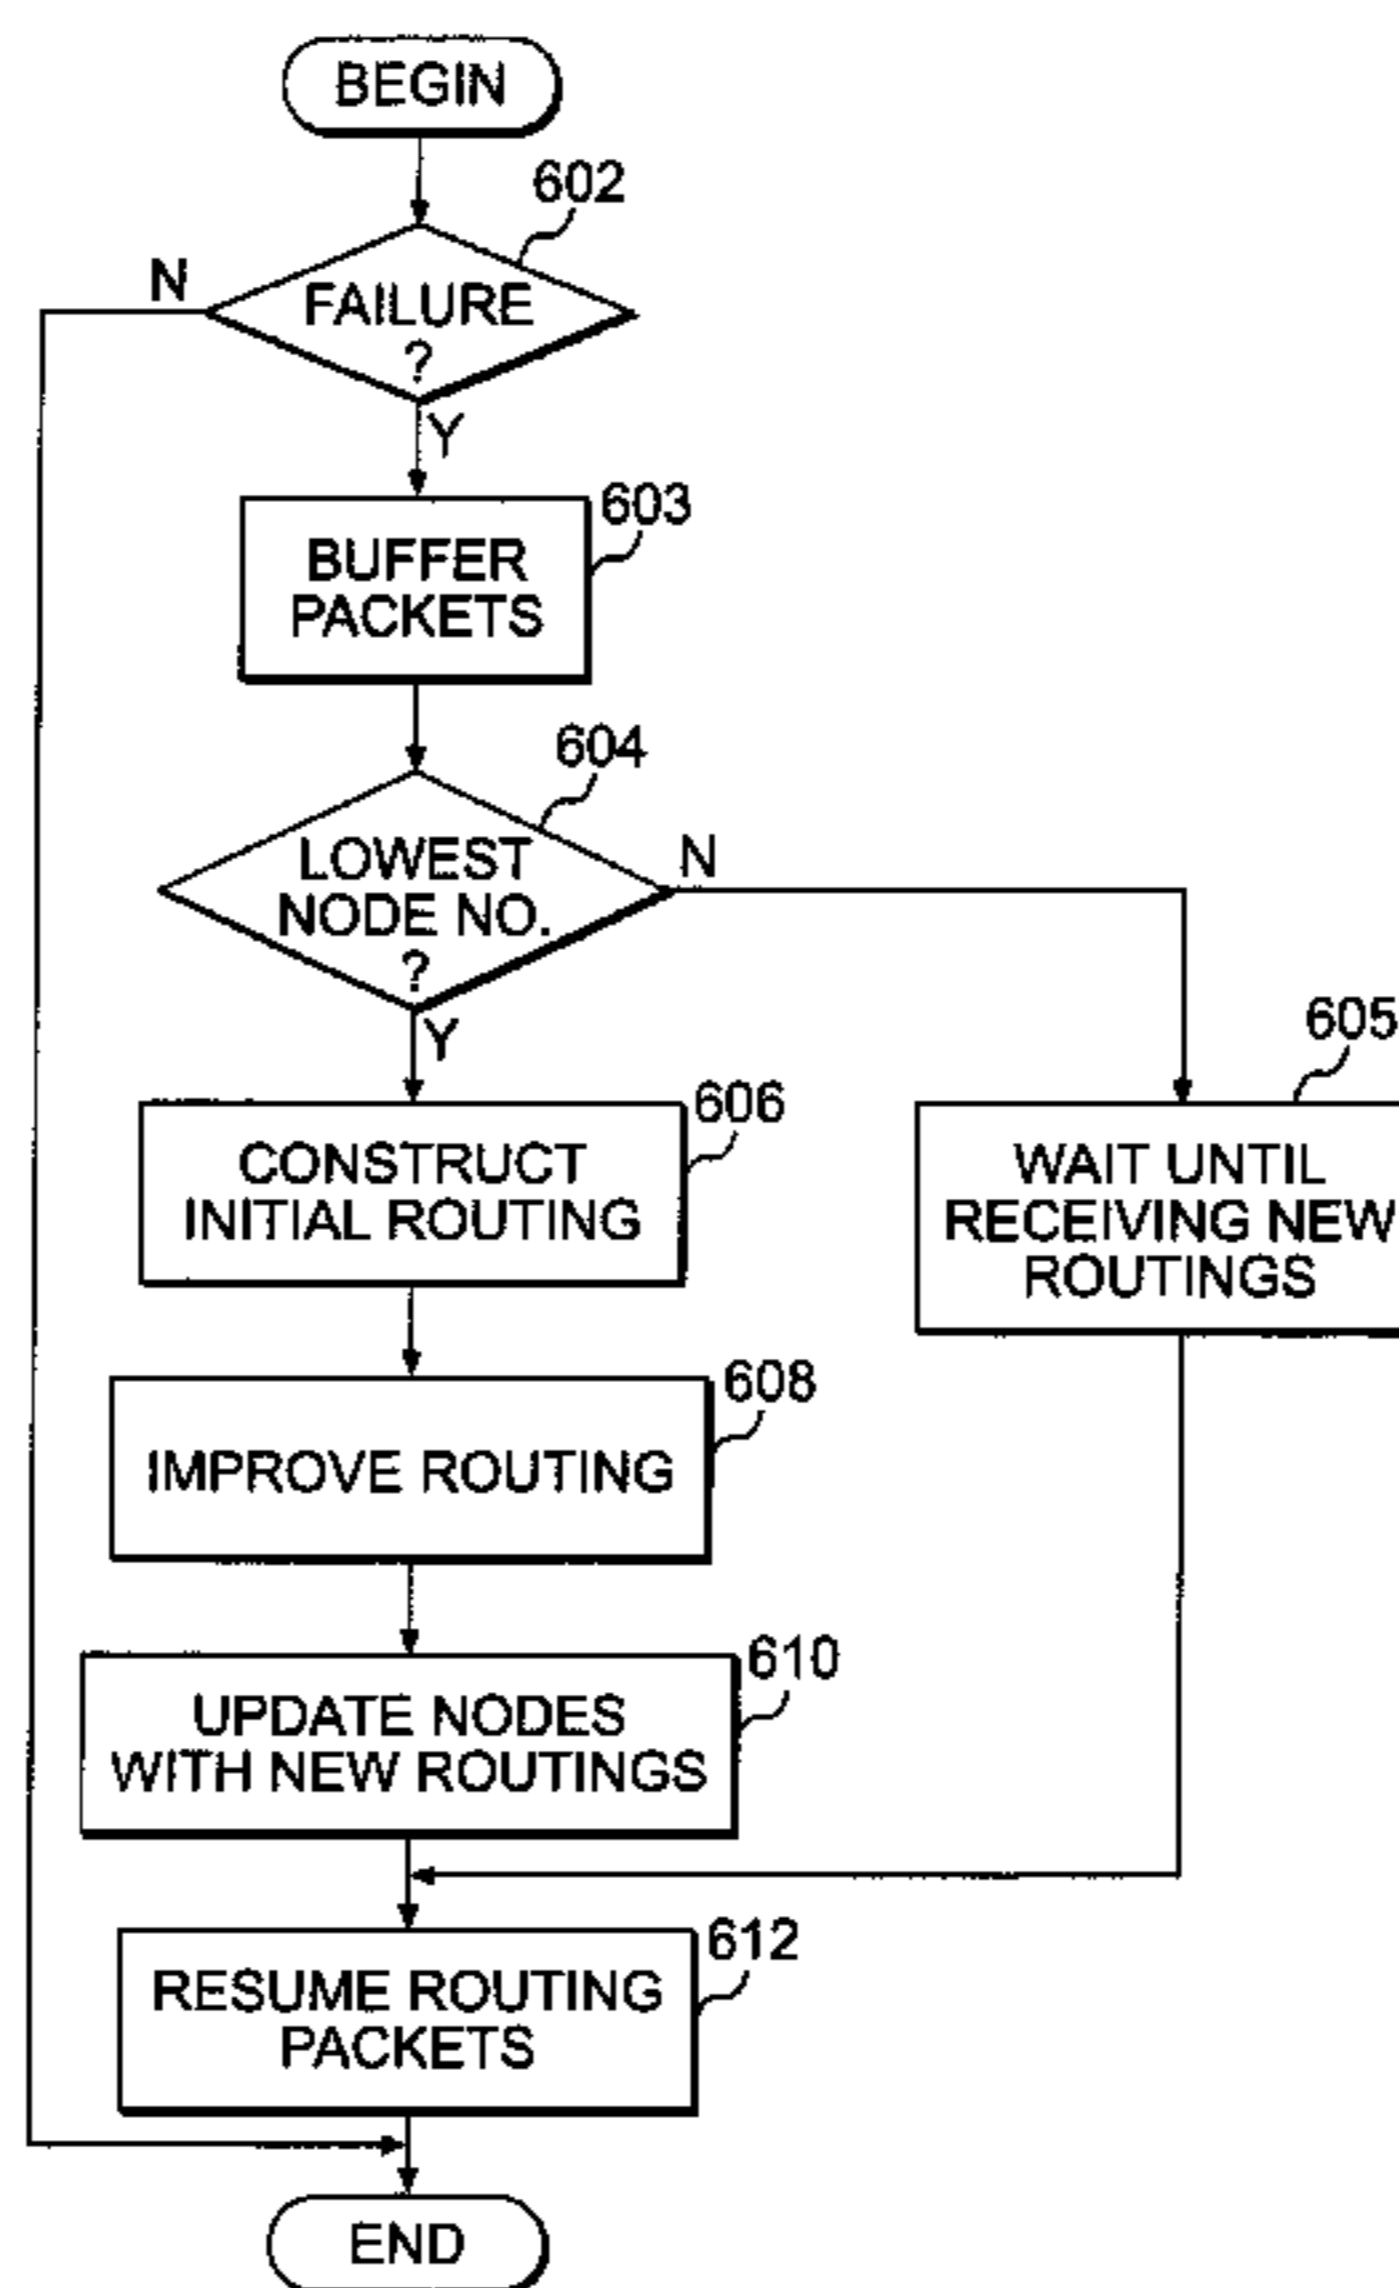 BEGIN
602
N
FAILURE
?
Y
603
BUFFER
PACKETS
604
LOWEST
NODE NO.
?
N
Y
605
606
CONSTRUCT
INITIAL ROUTING
WAIT UNTIL
RECEIVING NEW
ROUTINGS
608
IMPROVE ROUTING
610
UPDATE NODES
WITH NEW ROUTINGS
612
RESUME ROUTING
PACKETS
END